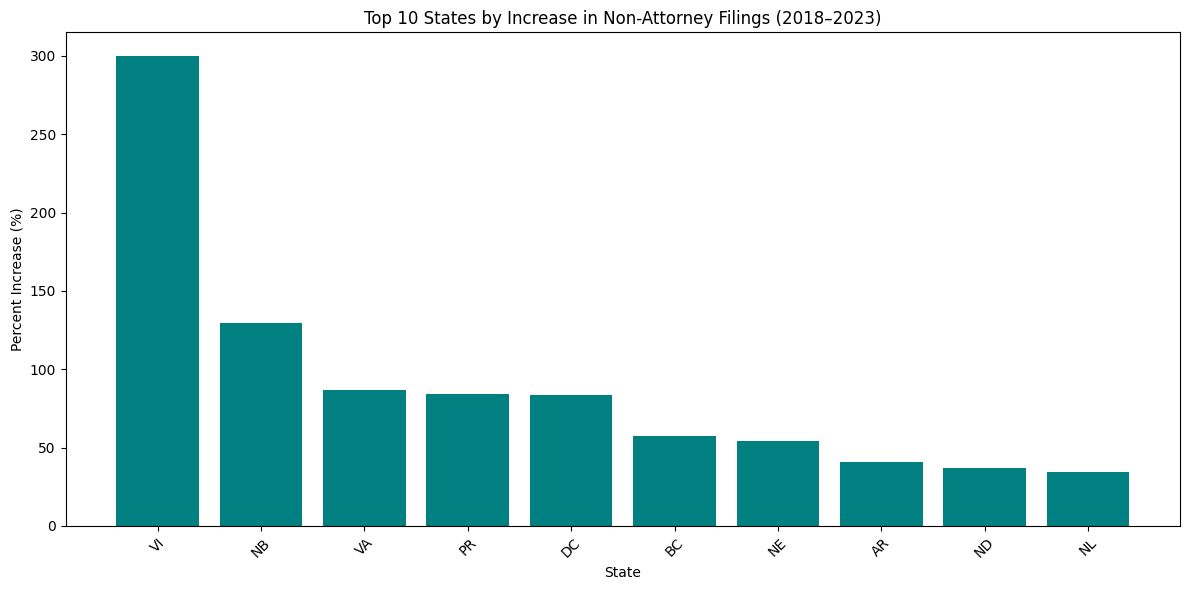 Top 10 States by Increase in Non-Attorney Filings (2018–2023)
Percent Increase (%)
300
250
200
150
100
50
0
VI
NB
VA
PR
DC
BC
NE
AR
ND
NL
State